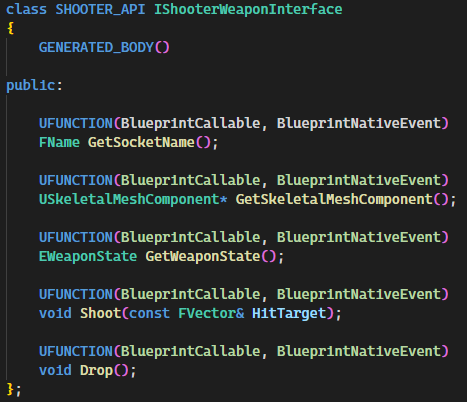 class SHOOTER_API IShooterWeaponInterface
{
GENERATED_BODY()
public:
UFUNCTION(BlueprintCallable, BlueprintNativeEvent)
FName GetSocketName();
UFUNCTION(BlueprintCallable, BlueprintNativeEvent)
USkeletalMeshComponent* GetSkeletalMeshComponent();
UFUNCTION(BlueprintCallable, BlueprintNativeEvent)
EWeaponState GetWeaponState();
UFUNCTION(BlueprintCallable, BlueprintNativeEvent)
void Shoot(const FVector& HitTarget);
UFUNCTION(BlueprintCallable, BlueprintNativeEvent)
void Drop();
};